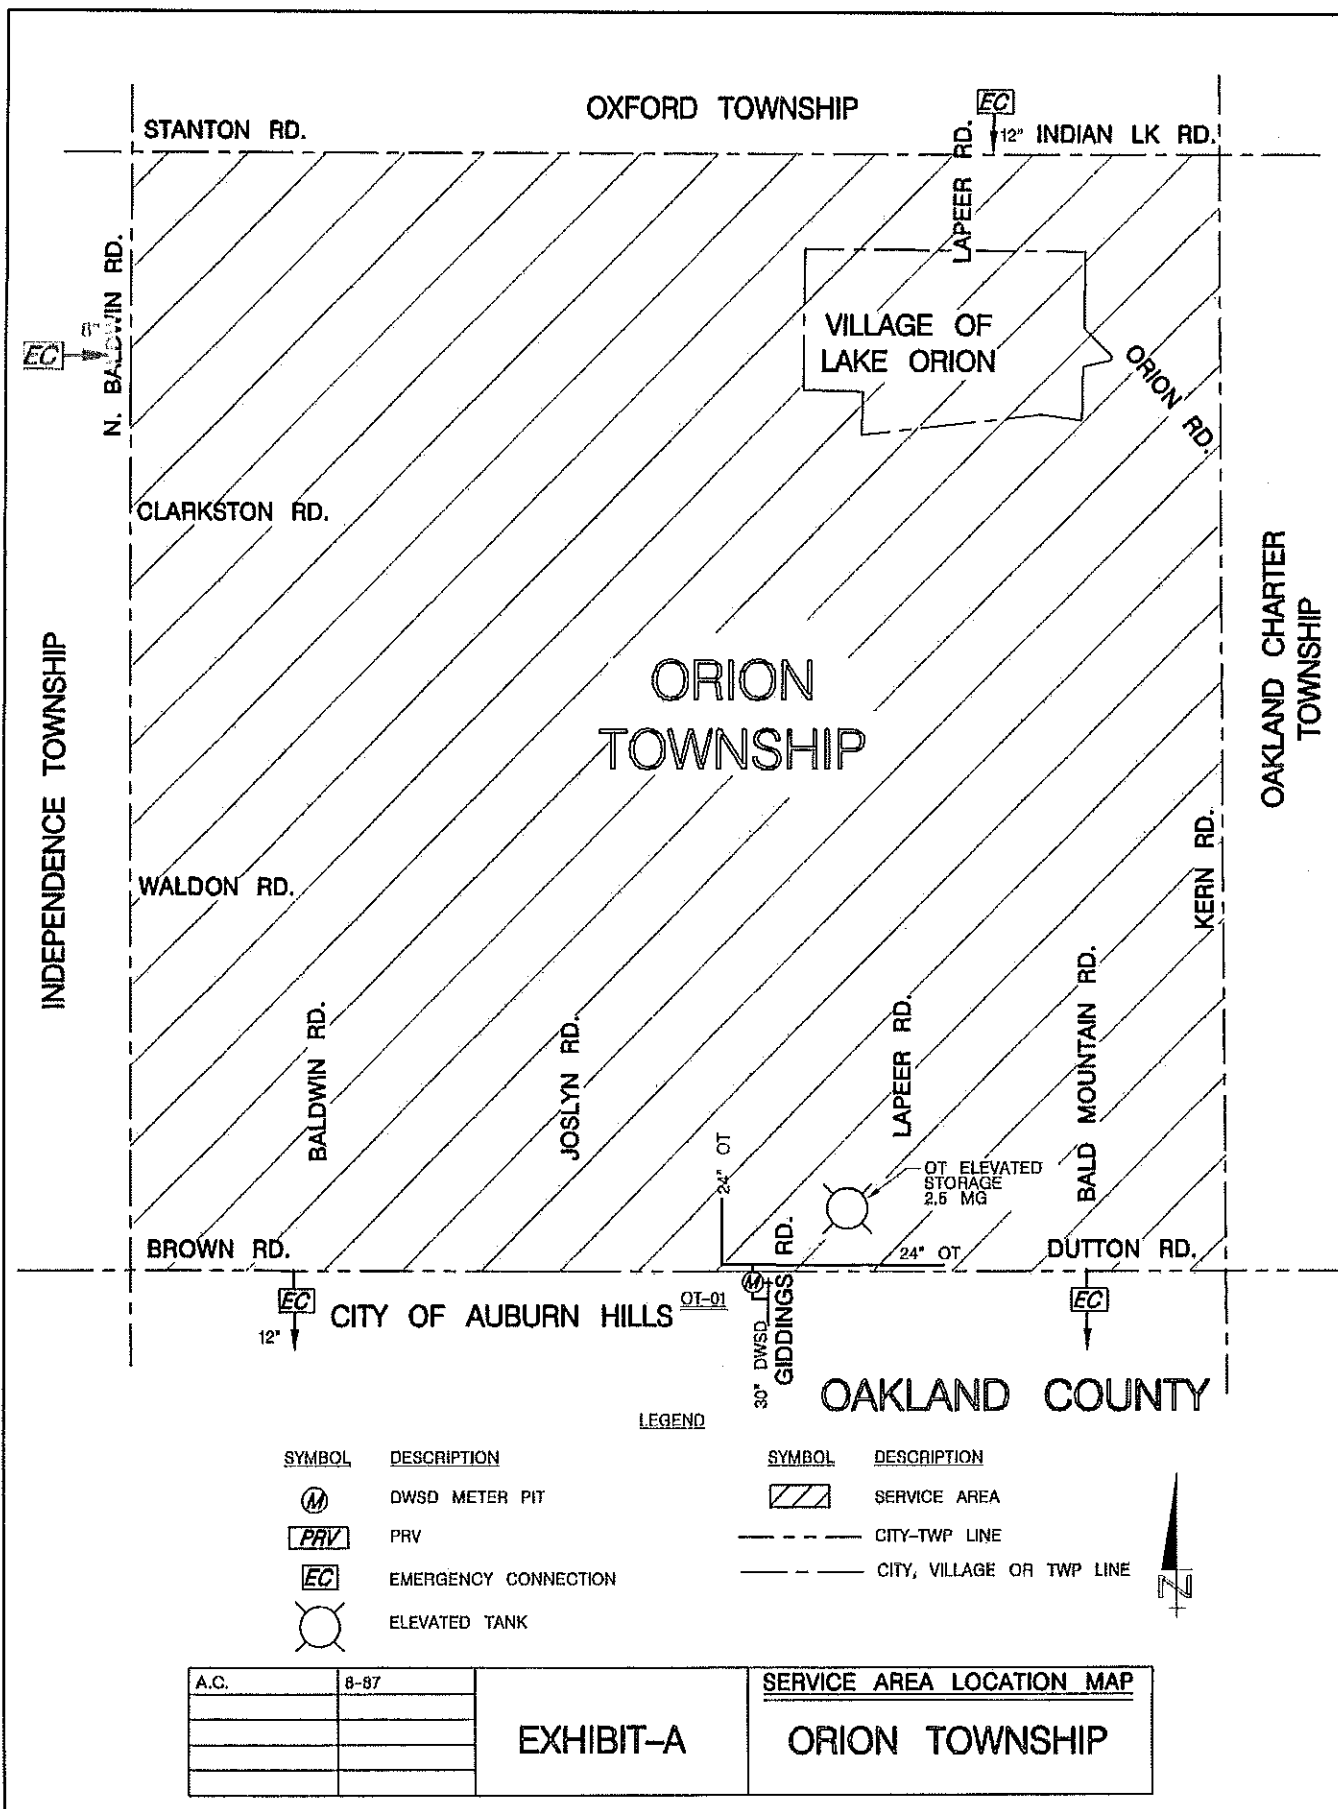 OXFORD TOWNSHIP
EC
12"
STANTON RD.
INDIAN LK RD.
LAPEER RD.
N. BALDWIN RD.
EC
VILLAGE OF
LAKE ORION
ORION RD.
CLARKSTON RD.
OAKLAND CHARTER
TOWNSHIP
INDEPENDENCE TOWNSHIP
ORION
TOWNSHIP
WALDON RD.
KERN RD.
BALDWIN RD.
JOSLYN RD.
LAPEER RD.
BALD MOUNTAIN RD.
24" OT
OT ELEVATED
STORAGE
2.5 MG
BROWN RD.
GIDDINGS RD.
24" OT
DUTTON RD.
EC
12"
CITY OF AUBURN HILLS
OT-01
M
30" DWSD
EC
OAKLAND COUNTY
LEGEND
SYMBOL DESCRIPTION
M DWSD METER PIT
PRV PRV
EC EMERGENCY CONNECTION
ELEVATED TANK
SYMBOL DESCRIPTION
SERVICE AREA
CITY-TWP LINE
CITY, VILLAGE OR TWP LINE
N
A.C. 8-87
EXHIBIT-A
SERVICE AREA LOCATION MAP
ORION TOWNSHIP